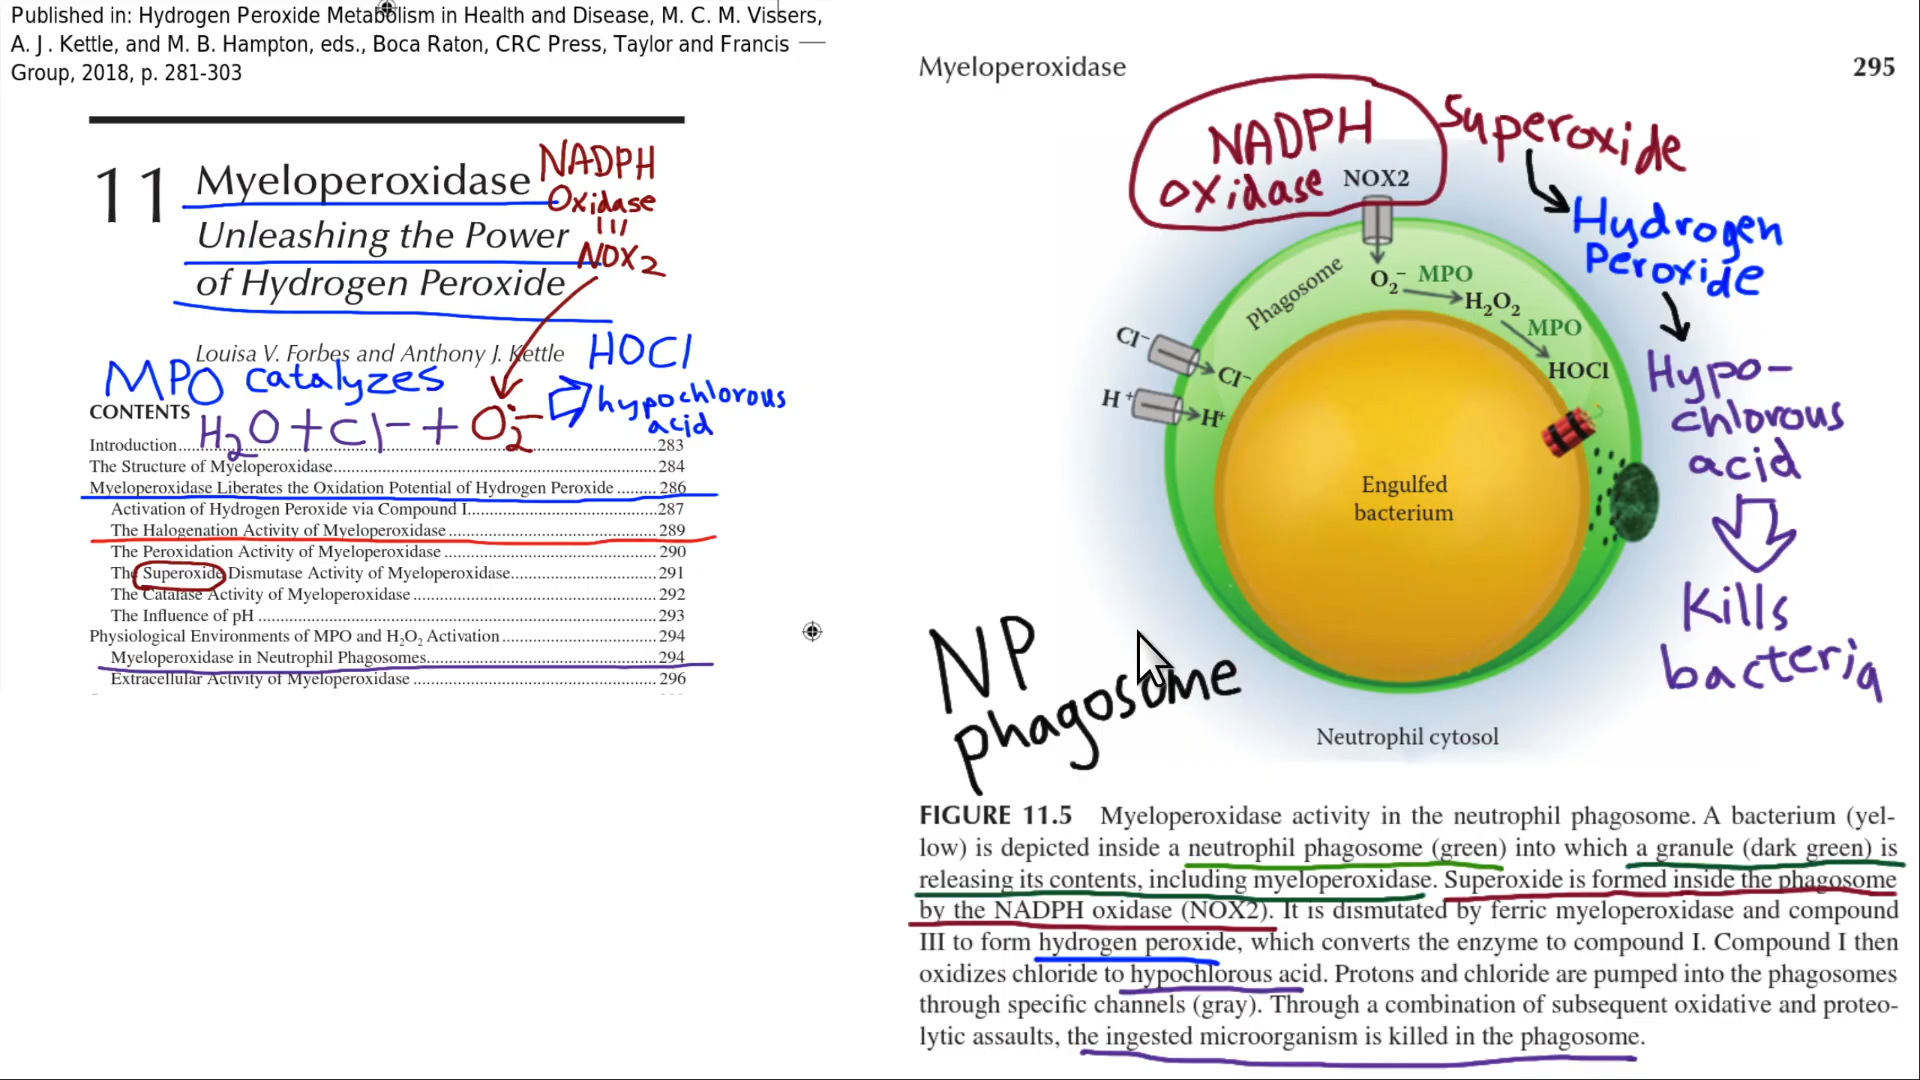 Published in: Hydrogen Peroxide Metabolism in Health and Disease, M. C. M. Vissers,
A. J. Kettle, and M. B. Hampton, eds., Boca Raton, CRC Press, Taylor and Francis
Group, 2018, p. 281-303
11 Myeloperoxidase
Unleashing the Power
of Hydrogen Peroxide
NADPH
Oxidase
NOX2
Louisa V. Forbes and Anthony J. Kettle
HOCl
hypochlorous
acid
MPO catalyzes
H2O + Cl- + O2•-
CONTENTS
Introduction 283
The Structure of Myeloperoxidase 284
Myeloperoxidase Liberates the Oxidation Potential of Hydrogen Peroxide 286
Activation of Hydrogen Peroxide via Compound I 287
The Halogenation Activity of Myeloperoxidase 289
The Peroxidation Activity of Myeloperoxidase 290
The Superoxide Dismutase Activity of Myeloperoxidase 291
The Catalase Activity of Myeloperoxidase 292
The Influence of pH 293
Physiological Environments of MPO and H2O2 Activation 294
Myeloperoxidase in Neutrophil Phagosomes 294
Extracellular Activity of Myeloperoxidase 296
Myeloperoxidase 295
NADPH
oxidase
NOX2
Superoxide
Hydrogen
Peroxide
Hypo-
chlorous
acid
Kills
bacteria
Phagosome
O2- MPO
H2O2
MPO
HOCl
Cl- Cl-
H+ H+
Engulfed
bacterium
NP
phagosome
Neutrophil cytosol
FIGURE 11.5 Myeloperoxidase activity in the neutrophil phagosome. A bacterium (yel-
low) is depicted inside a neutrophil phagosome (green) into which a granule (dark green) is
releasing its contents, including myeloperoxidase. Superoxide is formed inside the phagosome
by the NADPH oxidase (NOX2). It is dismutated by ferric myeloperoxidase and compound
III to form hydrogen peroxide, which converts the enzyme to compound I. Compound I then
oxidizes chloride to hypochlorous acid. Protons and chloride are pumped into the phagosomes
through specific channels (gray). Through a combination of subsequent oxidative and proteo-
lytic assaults, the ingested microorganism is killed in the phagosome.